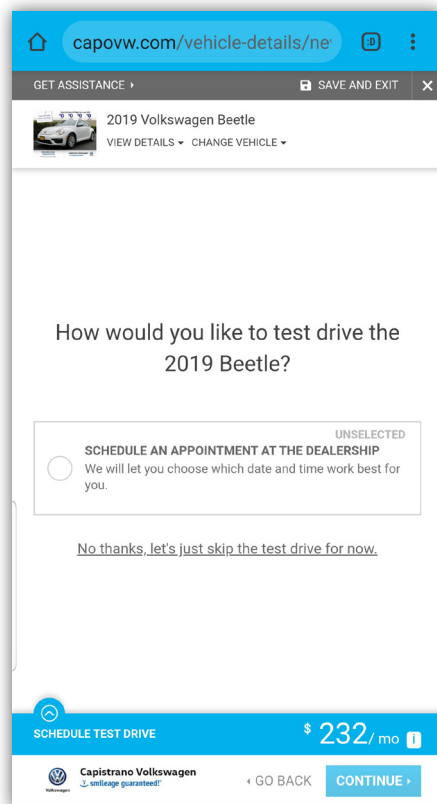 capovw.com/vehicle-details/ne
:D
GET ASSISTANCE
SAVE AND EXIT
2019 Volkswagen Beetle
VIEW DETAILS CHANGE VEHICLE
How would you like to test drive the
2019 Beetle?
UNSELECTED
SCHEDULE AN APPOINTMENT AT THE DEALERSHIP
We will let you choose which date and time work best for
you.
No thanks, let's just skip the test drive for now.
SCHEDULE TEST DRIVE
$ 232/ mo i
Capistrano Volkswagen
smileage guaranteed!
Volkswagen
GO BACK
CONTINUE